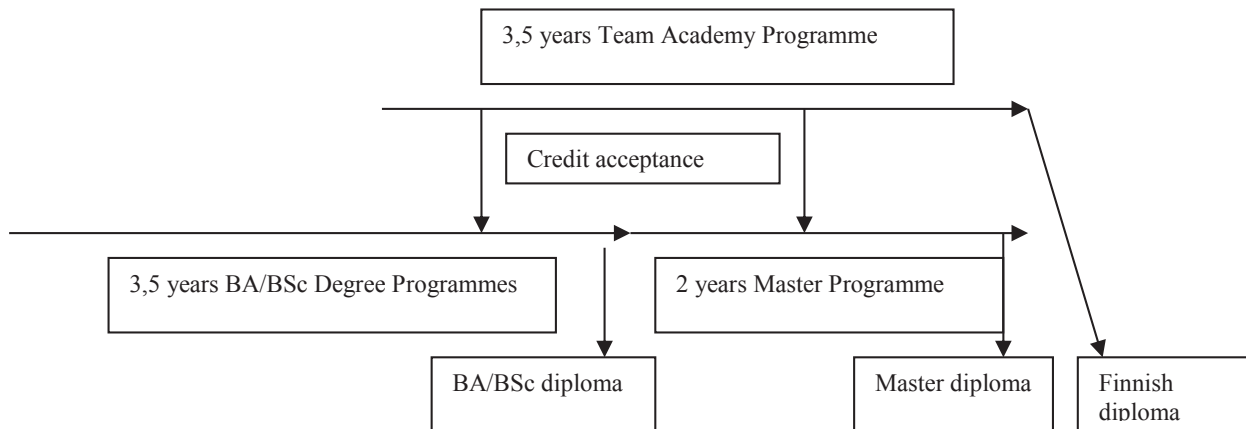 3,5 years Team Academy Programme
Credit acceptance
3,5 years BA/BSc Degree Programmes
2 years Master Programme
BA/BSc diploma
Master diploma
Finnish
diploma